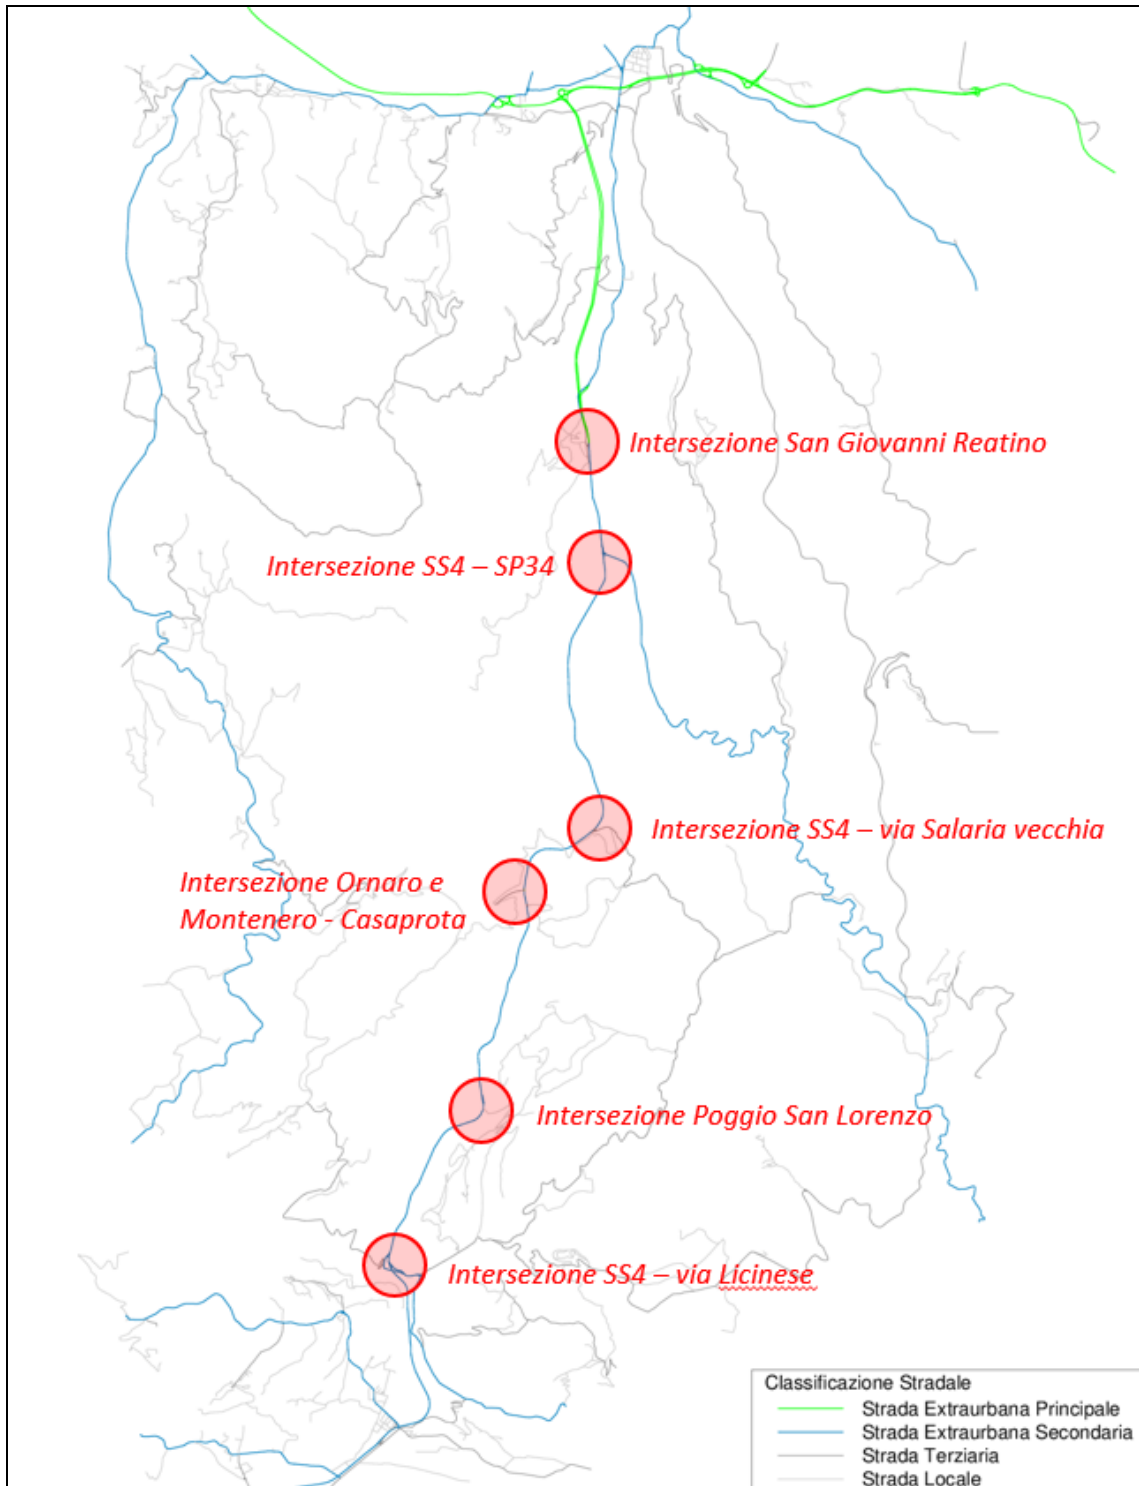 Intersezione San Giovanni Reatino
Intersezione SS4 – SP34
Intersezione SS4 – via Salaria vecchia
Intersezione Ornaro e
Montenero - Casaprota
Intersezione Poggio San Lorenzo
Intersezione SS4 – via Licinese
Classificazione Stradale
Strada Extraurbana Principale
Strada Extraurbana Secondaria
Strada Terziaria
Strada Locale